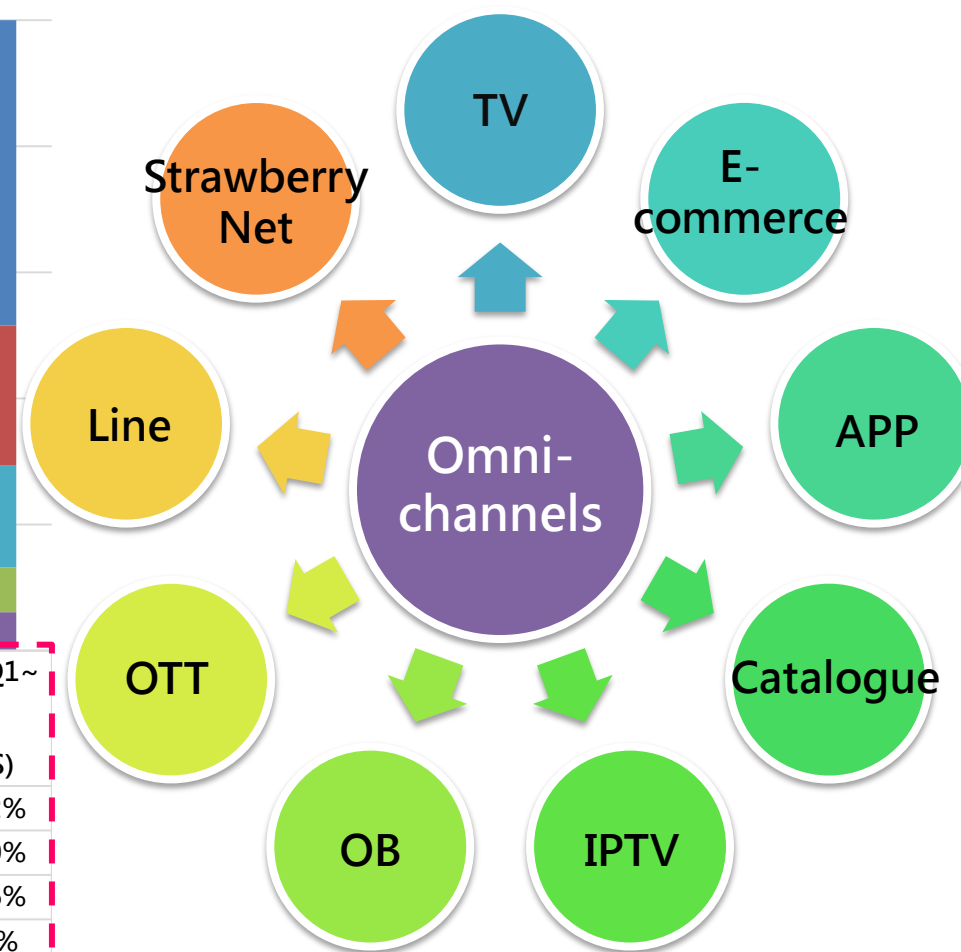 TV
Strawberry
Net
E-
commerce
Line
APP
Omni-
channels
OTT
Catalogue
OB
IPTV